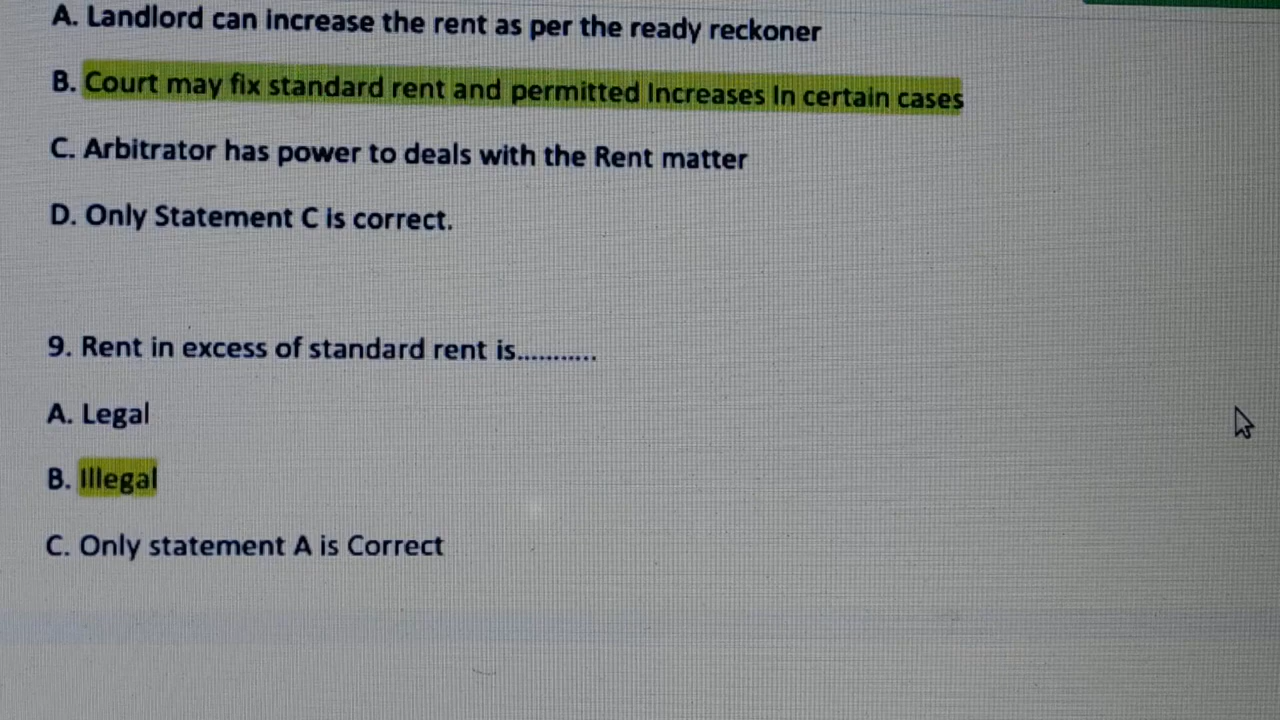 A. Landlord can increase the rent as per the ready reckoner
B. Court may fix standard rent and permitted Increases In certain cases
C. Arbitrator has power to deals with the Rent matter
D. Only Statement C is correct.
9. Rent in excess of standard rent is...........
A. Legal
B. Illegal
C. Only statement A is Correct